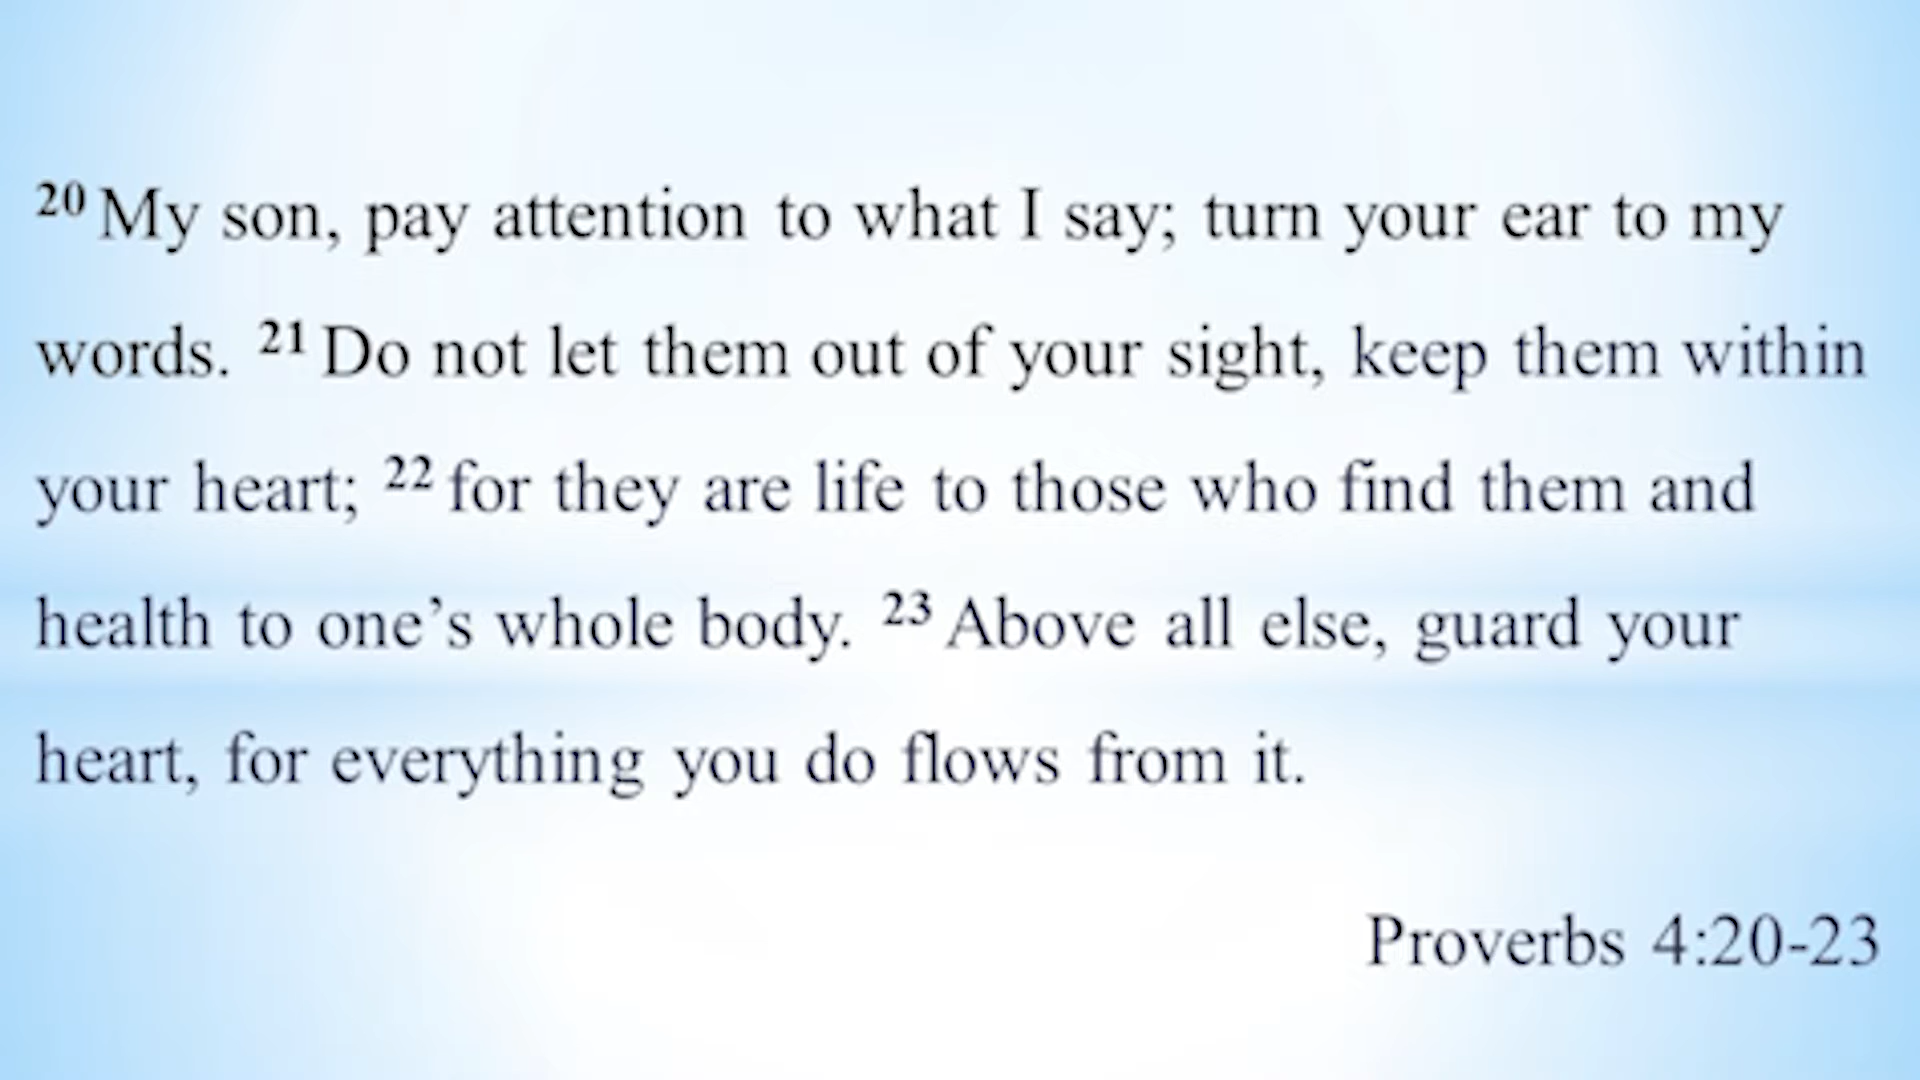 20 My son, pay attention to what I say; turn your ear to my
words. 21 Do not let them out of your sight, keep them within
your heart; 22 for they are life to those who find them and
health to one’s whole body. 23 Above all else, guard your
heart, for everything you do flows from it.
Proverbs 4:20-23